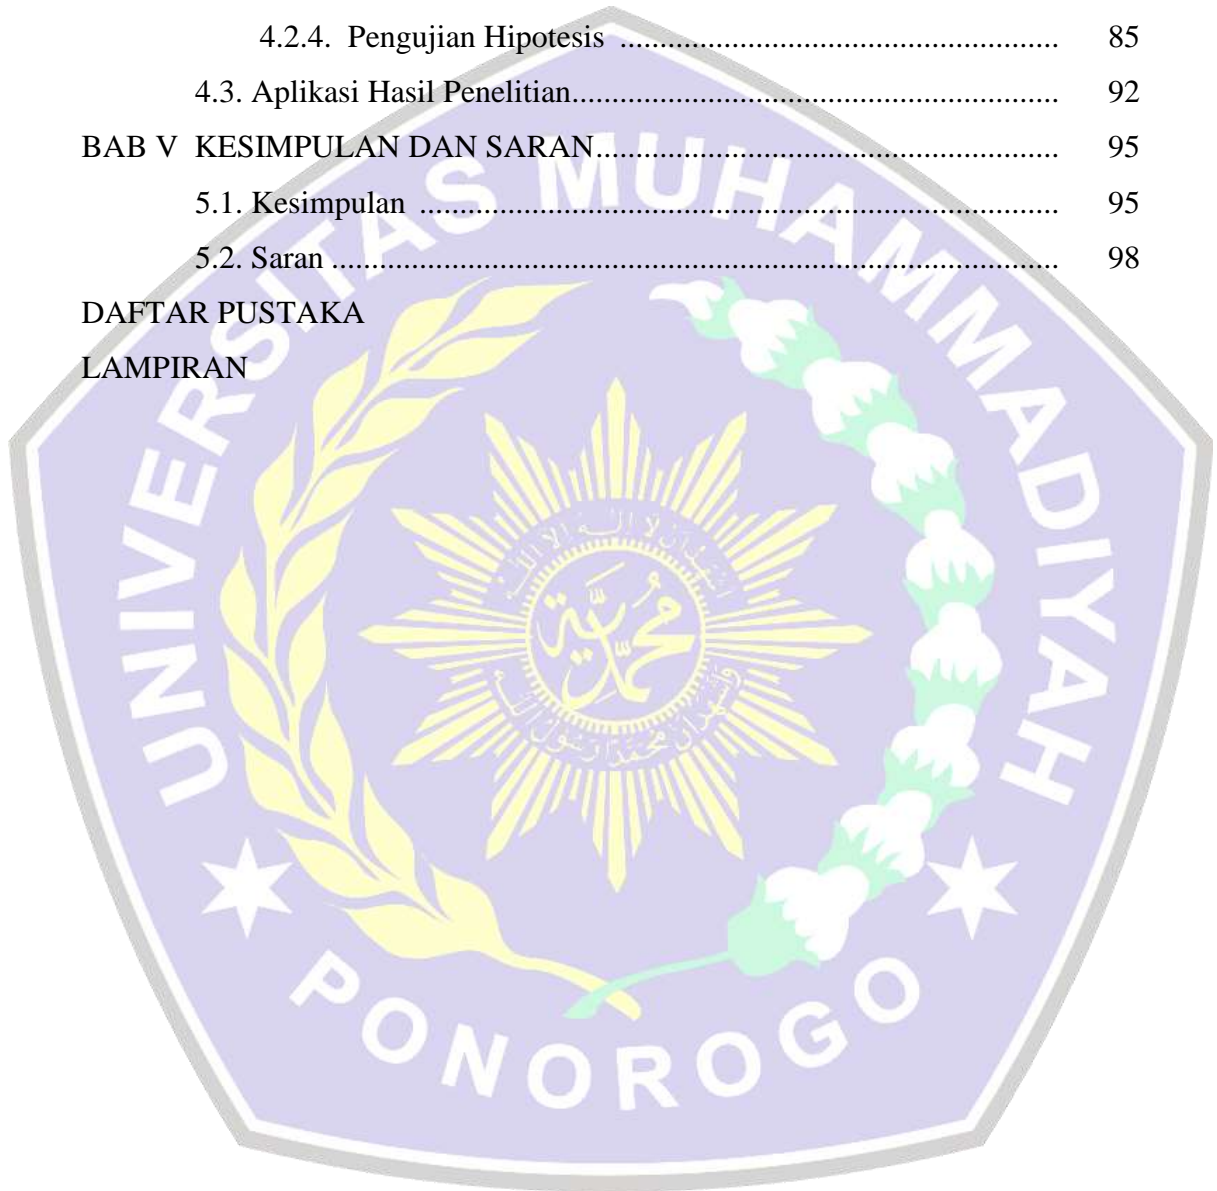 4.2.4. Pengujian Hipotesis ........................................................ 85
4.3. Aplikasi Hasil Penelitian.............................................................. 92
BAB V KESIMPULAN DAN SARAN........................................................... 95
5.1. Kesimpulan .................................................................................. 95
5.2. Saran ............................................................................................. 98
DAFTAR PUSTAKA
LAMPIRAN
UNIVERSITAS MUHAMMADIYAH
محمدية
PONOROGO